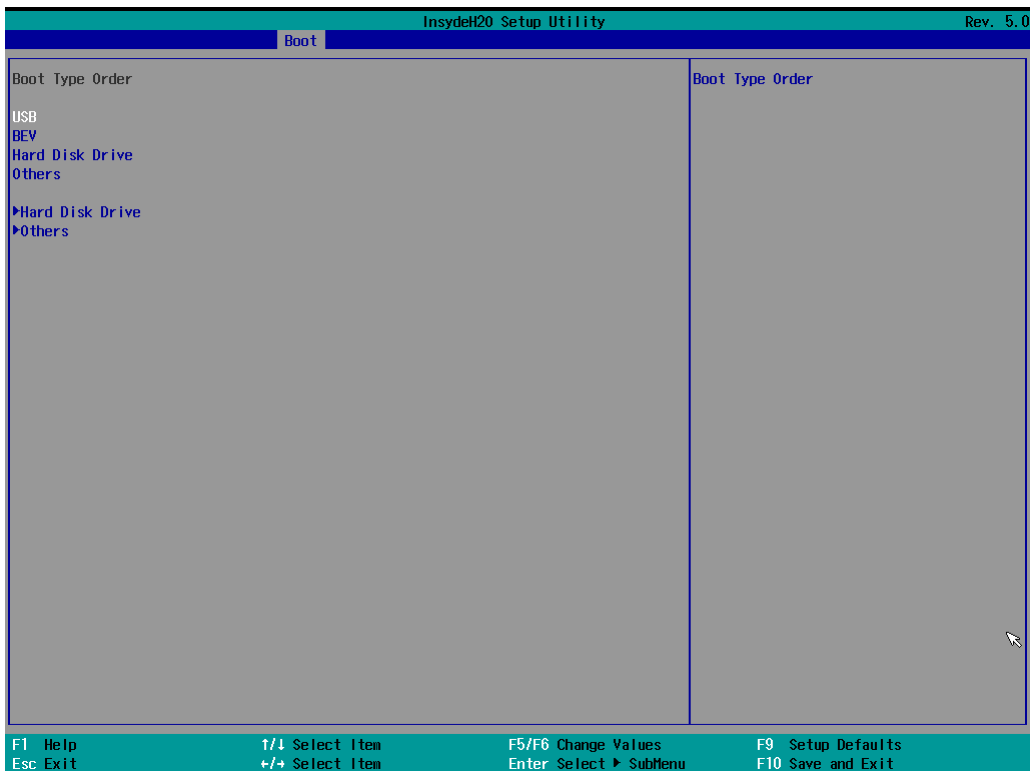 InsydeH2O Setup Utility Rev. 5.0
Boot
Boot Type Order
Boot Type Order
USB
BEV
Hard Disk Drive
Others
▶Hard Disk Drive
▶Others
F1 Help ↑/↓ Select Item F5/F6 Change Values F9 Setup Defaults
Esc Exit ←/→ Select Item Enter Select ▶ SubMenu F10 Save and Exit